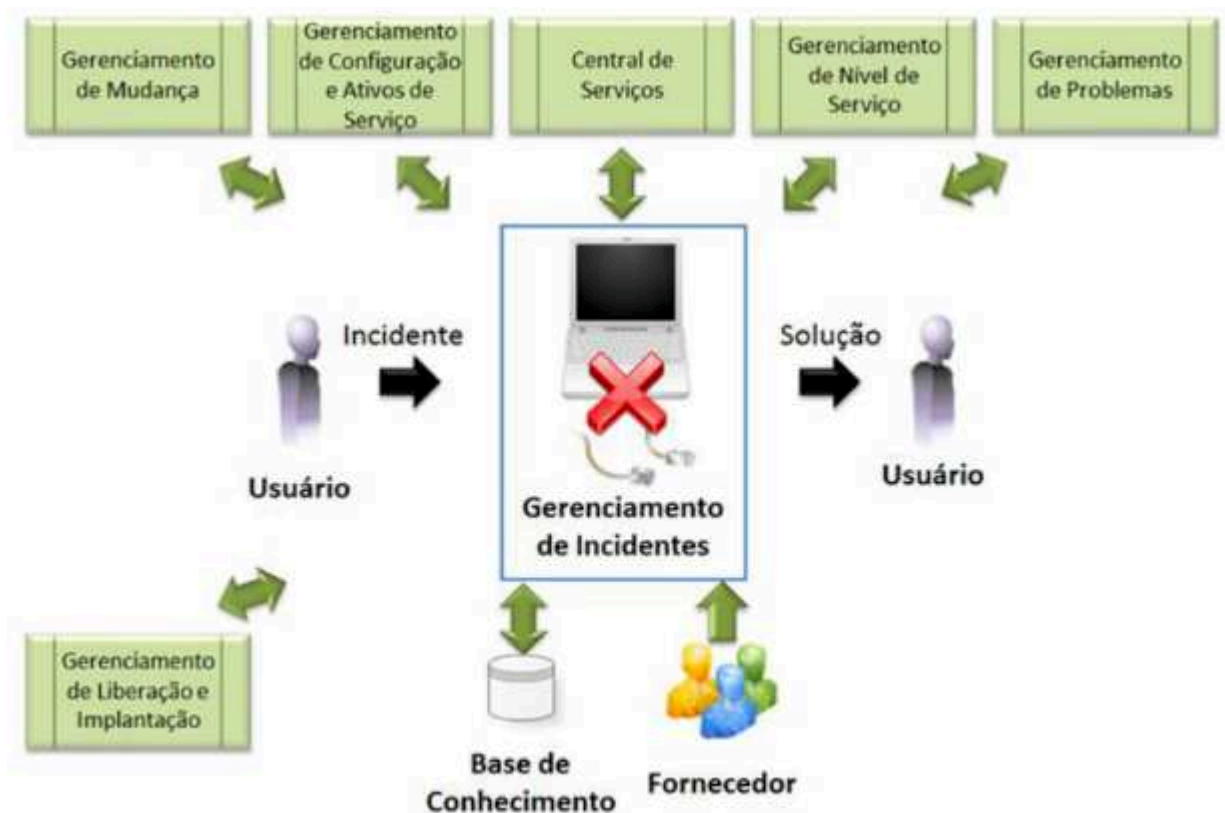 Gerenciamento
de Mudança
Gerenciamento
de Configuração
e Ativos de
Serviço
Central de
Serviços
Gerenciamento
de Nível de
Serviço
Gerenciamento
de Problemas
Incidente
Solução
Usuário
Usuário
Gerenciamento
de Incidentes
Gerenciamento
de Liberação e
Implantação
Base de
Conhecimento
Fornecedor